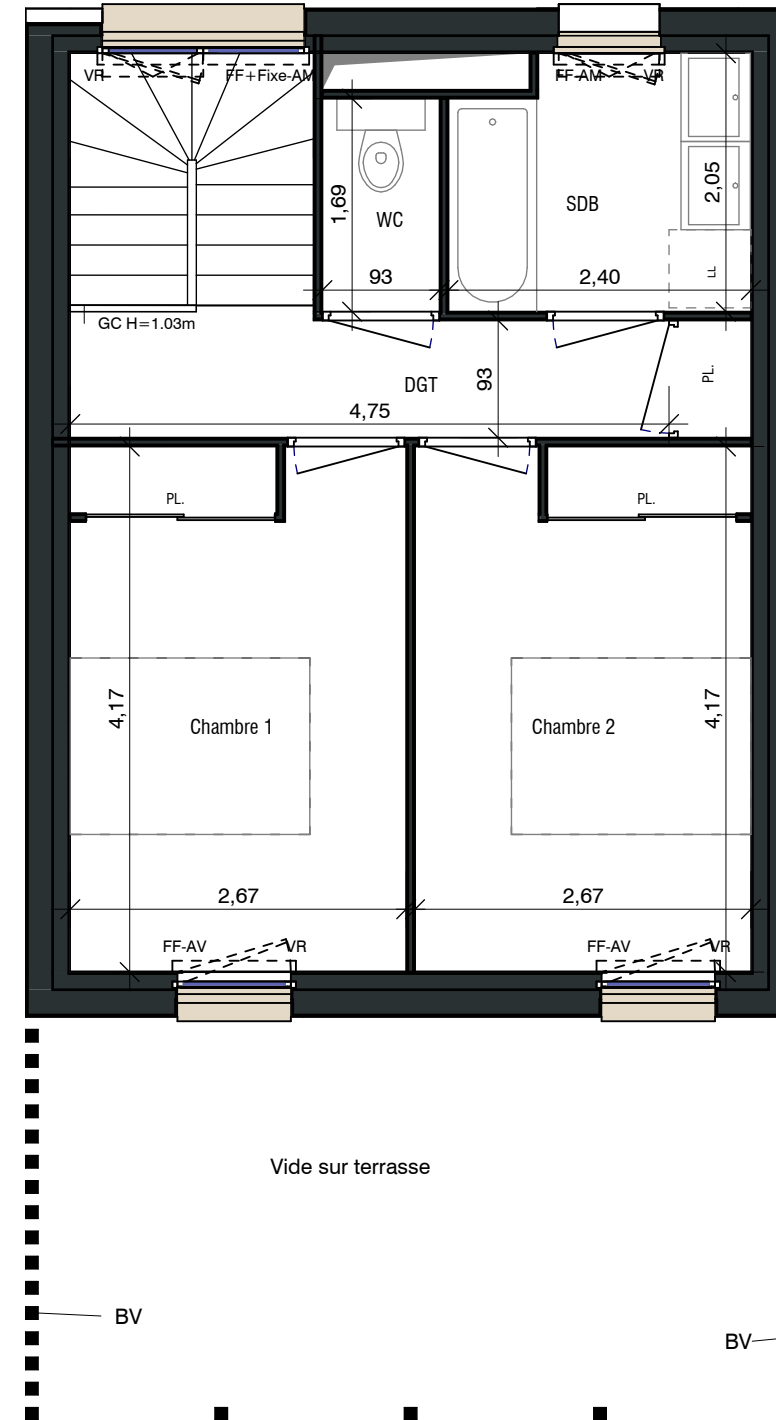 VR
FF+Fixe-AM
FF-AM
VR
1,69
WC
SDB
2,05
93
2,40
LL
GC H=1.03m
DGT
93
PL.
4,75
PL.
PL.
4,17
Chambre 1
Chambre 2
4,17
2,67
2,67
FF-AV
VR
FF-AV
VR
Vide sur terrasse
BV
BV